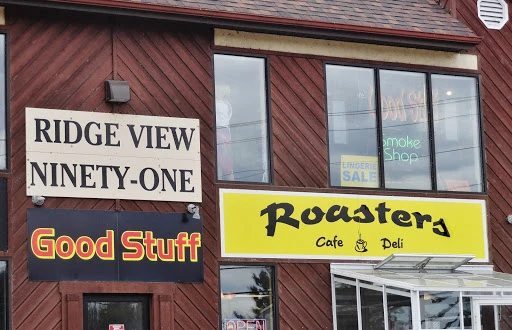 RIDGE VIEW
NINETY-ONE
Good Stuff
Smoke
Shop
LINGERIE
SALE
Roasters
Cafe Deli
OPEN